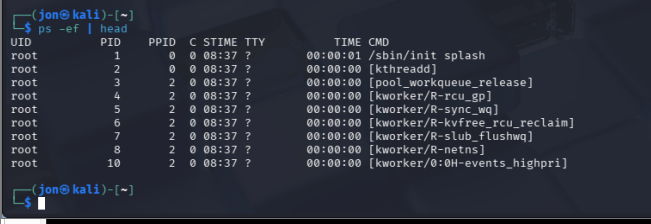 ┌──(jon㉿kali)-[~]
└─$ ps -ef | head
UID          PID    PPID  C STIME TTY          TIME CMD
root           1       0  0 08:37 ?        00:00:01 /sbin/init splash
root           2       0  0 08:37 ?        00:00:00 [kthreadd]
root           3       2  0 08:37 ?        00:00:00 [pool_workqueue_release]
root           4       2  0 08:37 ?        00:00:00 [kworker/R-rcu_gp]
root           5       2  0 08:37 ?        00:00:00 [kworker/R-sync_wq]
root           6       2  0 08:37 ?        00:00:00 [kworker/R-kvfree_rcu_reclaim]
root           7       2  0 08:37 ?        00:00:00 [kworker/R-slub_flushwq]
root           8       2  0 08:37 ?        00:00:00 [kworker/R-netns]
root          10       2  0 08:37 ?        00:00:00 [kworker/0:0H-events_highpri]
┌──(jon㉿kali)-[~]
└─$